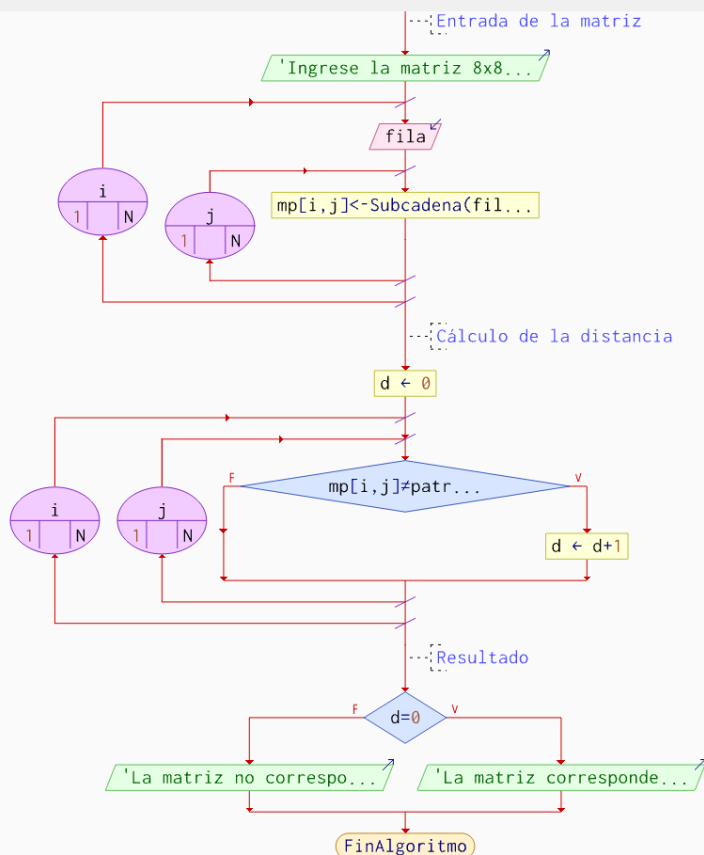 Entrada de la matriz
'Ingrese la matriz 8x8...
fila
i
1 N
j
1 N
mp[i,j]<-Subcadena(fil...
Cálculo de la distancia
d ← 0
F
mp[i,j]≠patr...
V
i
1 N
j
1 N
d ← d+1
Resultado
F
d=0
V
'La matriz no correspo...
'La matriz corresponde...
FinAlgoritmo